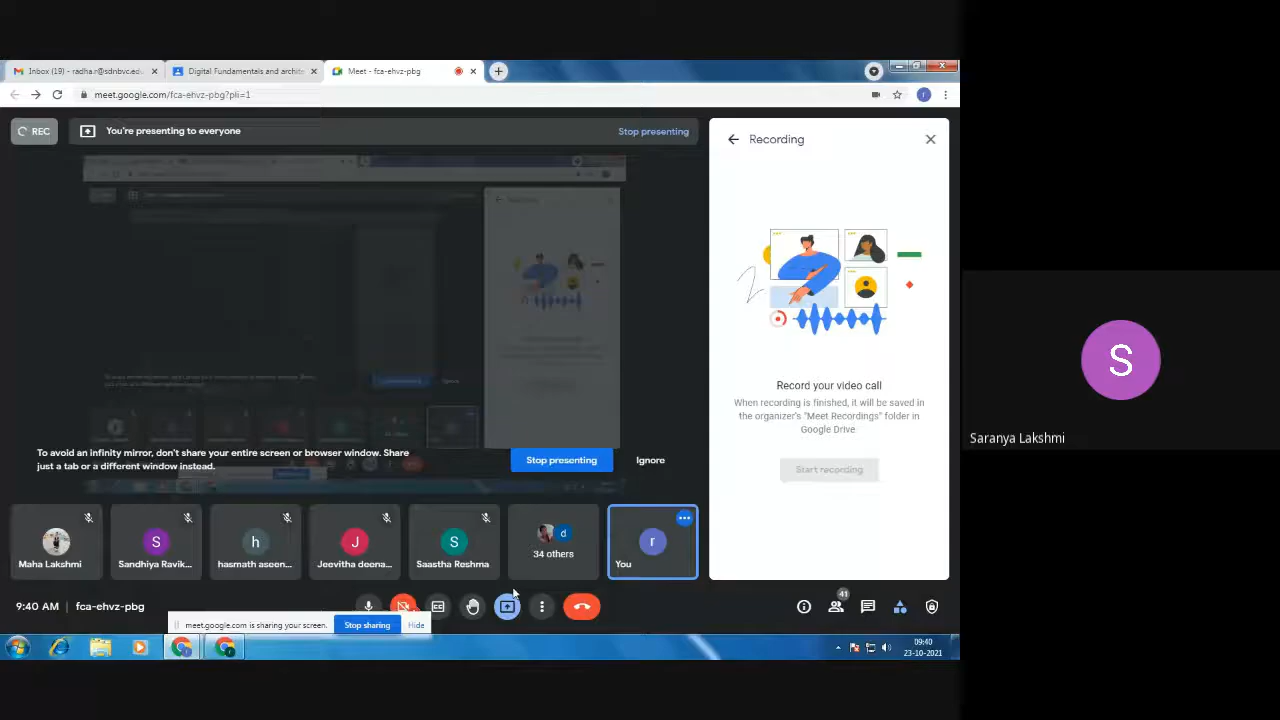 Inbox (19) - radha.r@sdnbvc.edu
Digital Fundamentals and archite
Meet - fca-ehvz-pbg
meet.google.com/fca-ehvz-pbg?pli=1
r
REC
You're presenting to everyone
Stop presenting
Recording
Record your video call
When recording is finished, it will be saved in
the organizer's "Meet Recordings" folder in
Google Drive
Start recording
To avoid an infinity mirror, don't share your entire screen or browser window. Share
just a tab or a different window instead.
Stop presenting
Ignore
S
h
J
S
d
r
Maha Lakshmi
Sandhiya Ravik...
hasmath aseen...
Jeevitha deena...
Saastha Reshma
34 others
You
9:40 AM | fca-ehvz-pbg
CC
41
meet.google.com is sharing your screen.
Stop sharing
Hide
09:40
23-10-2021
S
Saranya Lakshmi